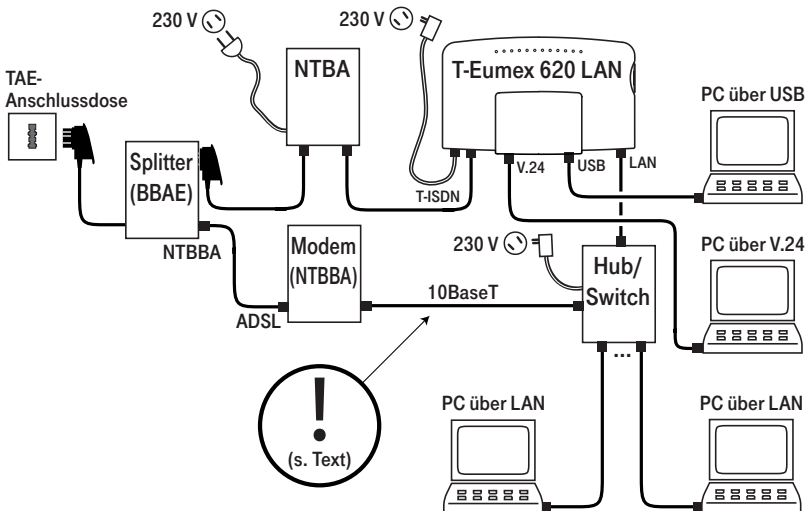 230 V
230 V
NTBA
T-Eumex 620 LAN
TAE-
Anschlussdose
PC über USB
Splitter
(BBAE)
V.24
USB
LAN
T-ISDN
NTBBA
Modem
(NTBBA)
230 V
Hub/
Switch
PC über V.24
10BaseT
ADSL
...
!
(s. Text)
PC über LAN
PC über LAN